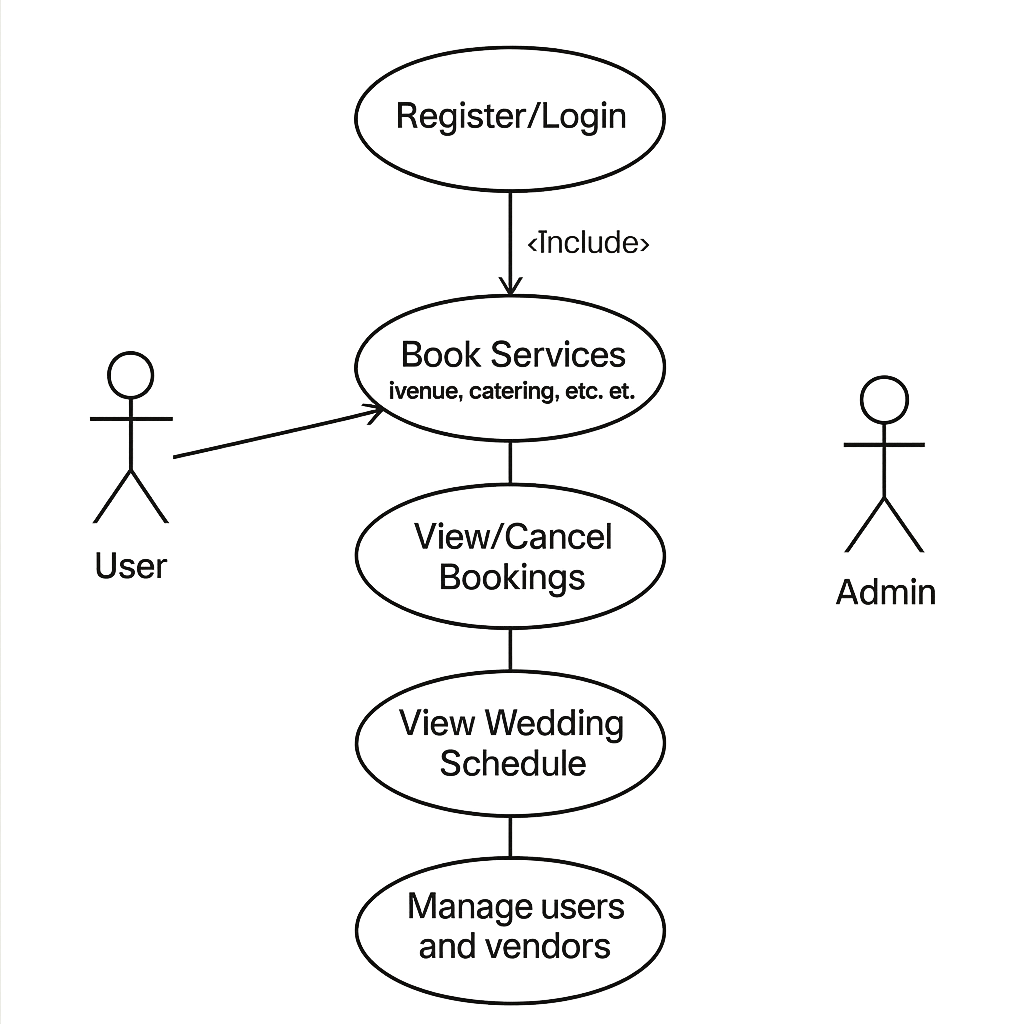 Register/Login
‹Include›
Book Services
ivenue, catering, etc. et.
View/Cancel
Bookings
User
Admin
View Wedding
Schedule
Manage users
and vendors